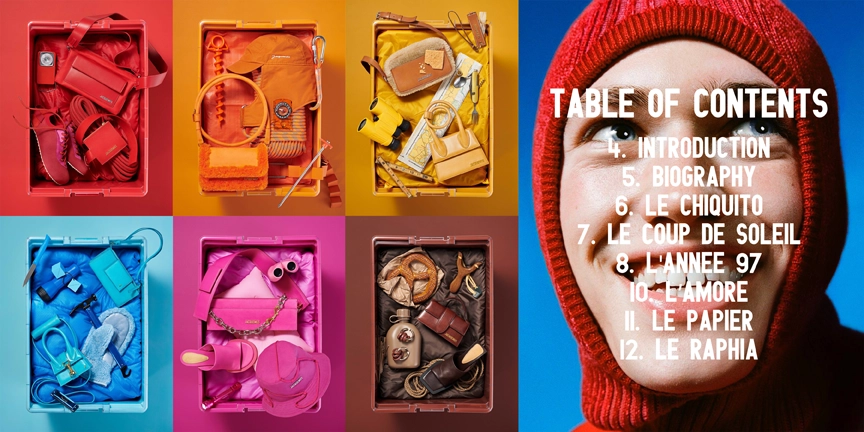 TABLE OF CONTENTS
4. INTRODUCTION
5. BIOGRAPHY
6. LE CHIQUITO
7. LE COUP DE SOLEIL
8. L'ANNEE 97
10. L'AMORE
11. LE PAPIER
12. LE RAPHIA